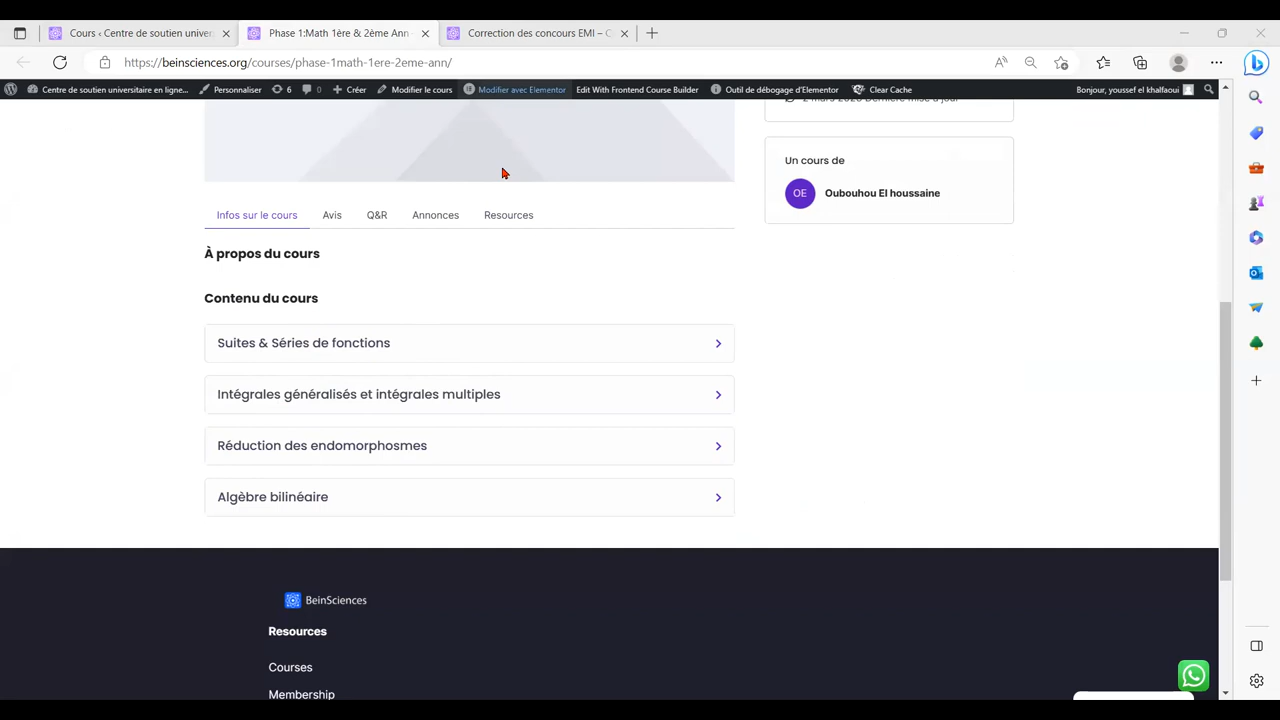 Cours ‹ Centre de soutien univer
Phase 1:Math 1ère & 2ème Ann
Correction des concours EMI –
https://beinsciences.org/courses/phase-1math-1ere-2eme-ann/
Centre de soutien universitaire en ligne…
Personnaliser
6
0
Créer
Modifier le cours
Modifier avec Elementor
Edit With Frontend Course Builder
Outil de débogage d'Elementor
Clear Cache
Bonjour, youssef el khalfaoui
Un cours de
OE
Oubouhou El houssaine
Infos sur le cours
Avis
Q&R
Annonces
Resources
À propos du cours
Contenu du cours
Suites & Séries de fonctions
Intégrales généralisés et intégrales multiples
Réduction des endomorphosmes
Algèbre bilinéaire
BeinSciences
Resources
Courses
Membership